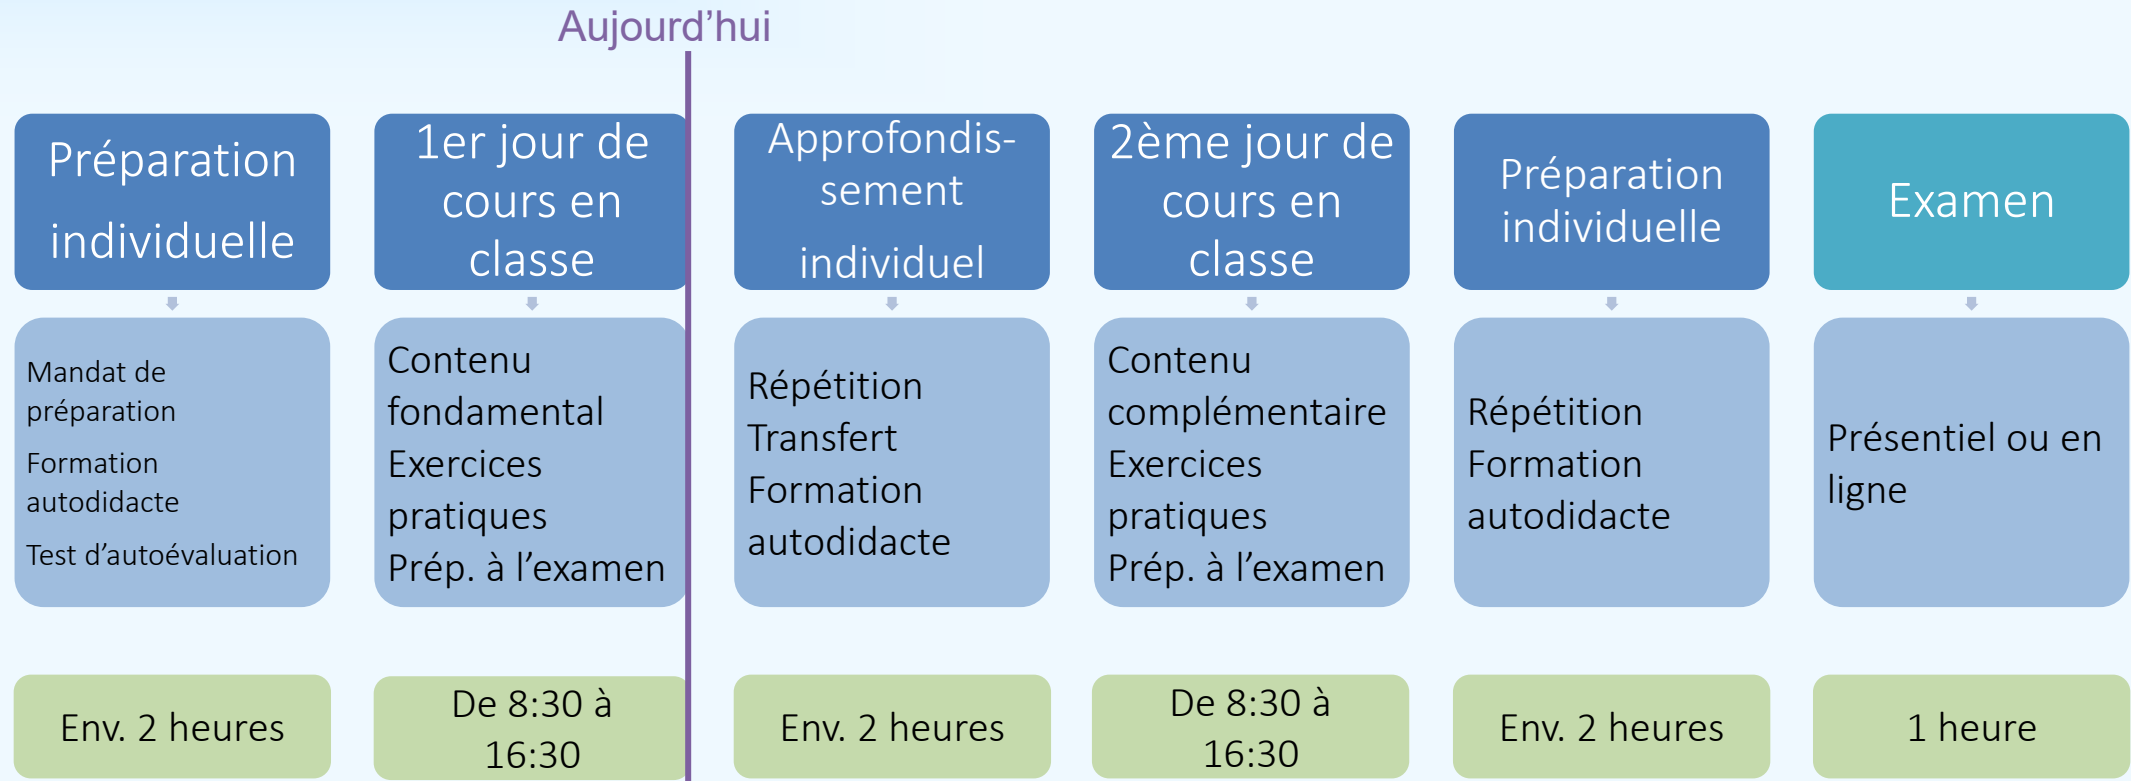 Aujourd’hui
Préparation
individuelle
1er jour de
cours en
classe
Approfondis-
sement
individuel
2ème jour de
cours en
classe
Préparation
individuelle
Examen
Mandat de
préparation
Formation
autodidacte
Test d’autoévaluation
Contenu
fondamental
Exercices
pratiques
Prép. à l’examen
Répétition
Transfert
Formation
autodidacte
Contenu
complémentaire
Exercices
pratiques
Prép. à l’examen
Répétition
Formation
autodidacte
Présentiel ou en
ligne
Env. 2 heures
De 8:30 à
16:30
Env. 2 heures
De 8:30 à
16:30
Env. 2 heures
1 heure